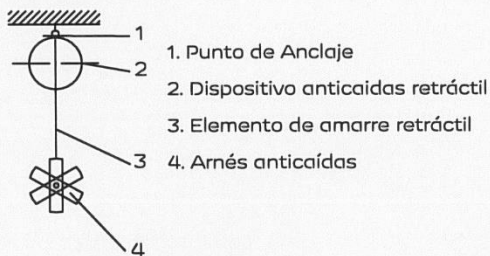 1
2
3
4
1. Punto de Anclaje
2. Dispositivo anticaidas retráctil
3. Elemento de amarre retráctil
4. Arnés anticaídas